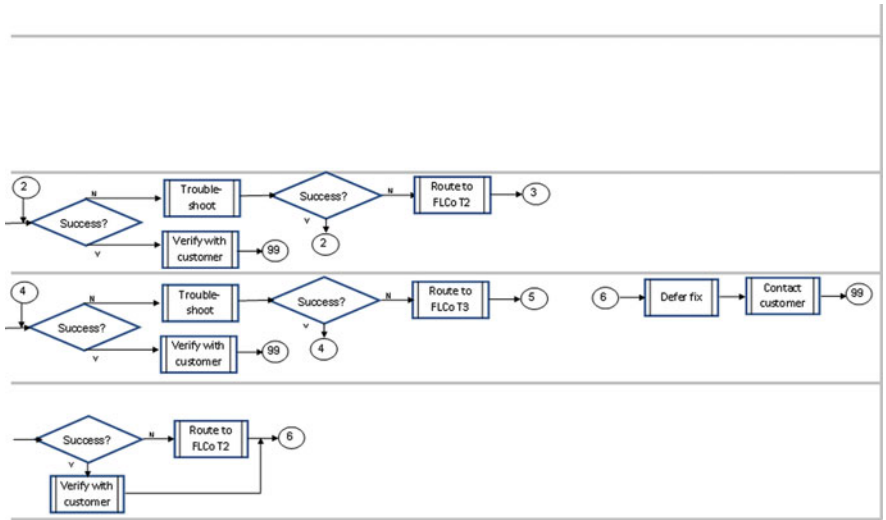 2
Success?
N
Y
Trouble-
shoot
Verify with
customer
99
Success?
N
Y
2
Route to
FLCo T2
3
4
Success?
N
Y
Trouble-
shoot
Verify with
customer
99
Success?
N
Y
4
Route to
FLCo T3
5
6
Defer fix
Contact
customer
99
Success?
N
Y
Route to
FLCo T2
6
Verify with
customer